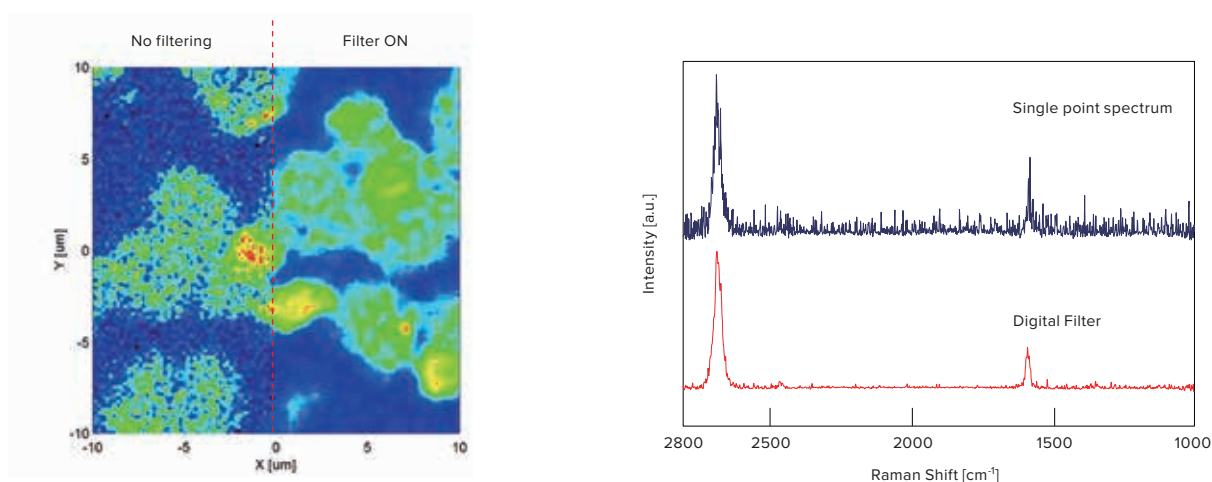 No filtering
Filter ON
10
5
0
-5
-10
Y [um]
-10
-5
0
5
10
X [um]
Single point spectrum
Digital Filter
Intensity [a.u.]
2800
2500
2000
1500
1000
Raman Shift [cm⁻¹]